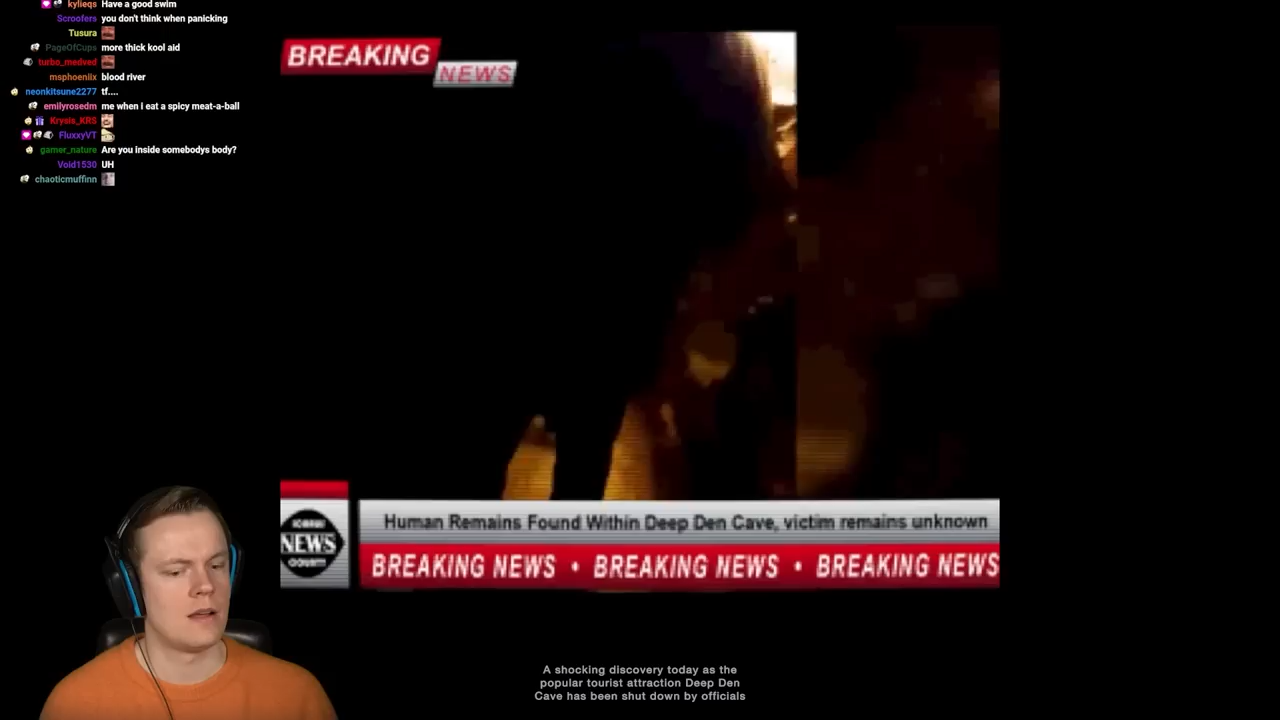 kylieqs Have a good swim
Scroofers you don't think when panicking
Tusura
PageOfCups more thick kool aid
turbo_medved
msphoeniix blood river
neonkitsune2277 tf....
emilyrosedm me when i eat a spicy meat-a-ball
Krysis_KRS
FluxxyVT
gamer_nature Are you inside somebodys body?
Void1530 UH
chaoticmuffinn
BREAKING
NEWS
Human Remains Found Within Deep Den Cave, victim remains unknown
NEWS
COUNTY
BREAKING NEWS • BREAKING NEWS • BREAKING NEWS
A shocking discovery today as the
popular tourist attraction Deep Den
Cave has been shut down by officials